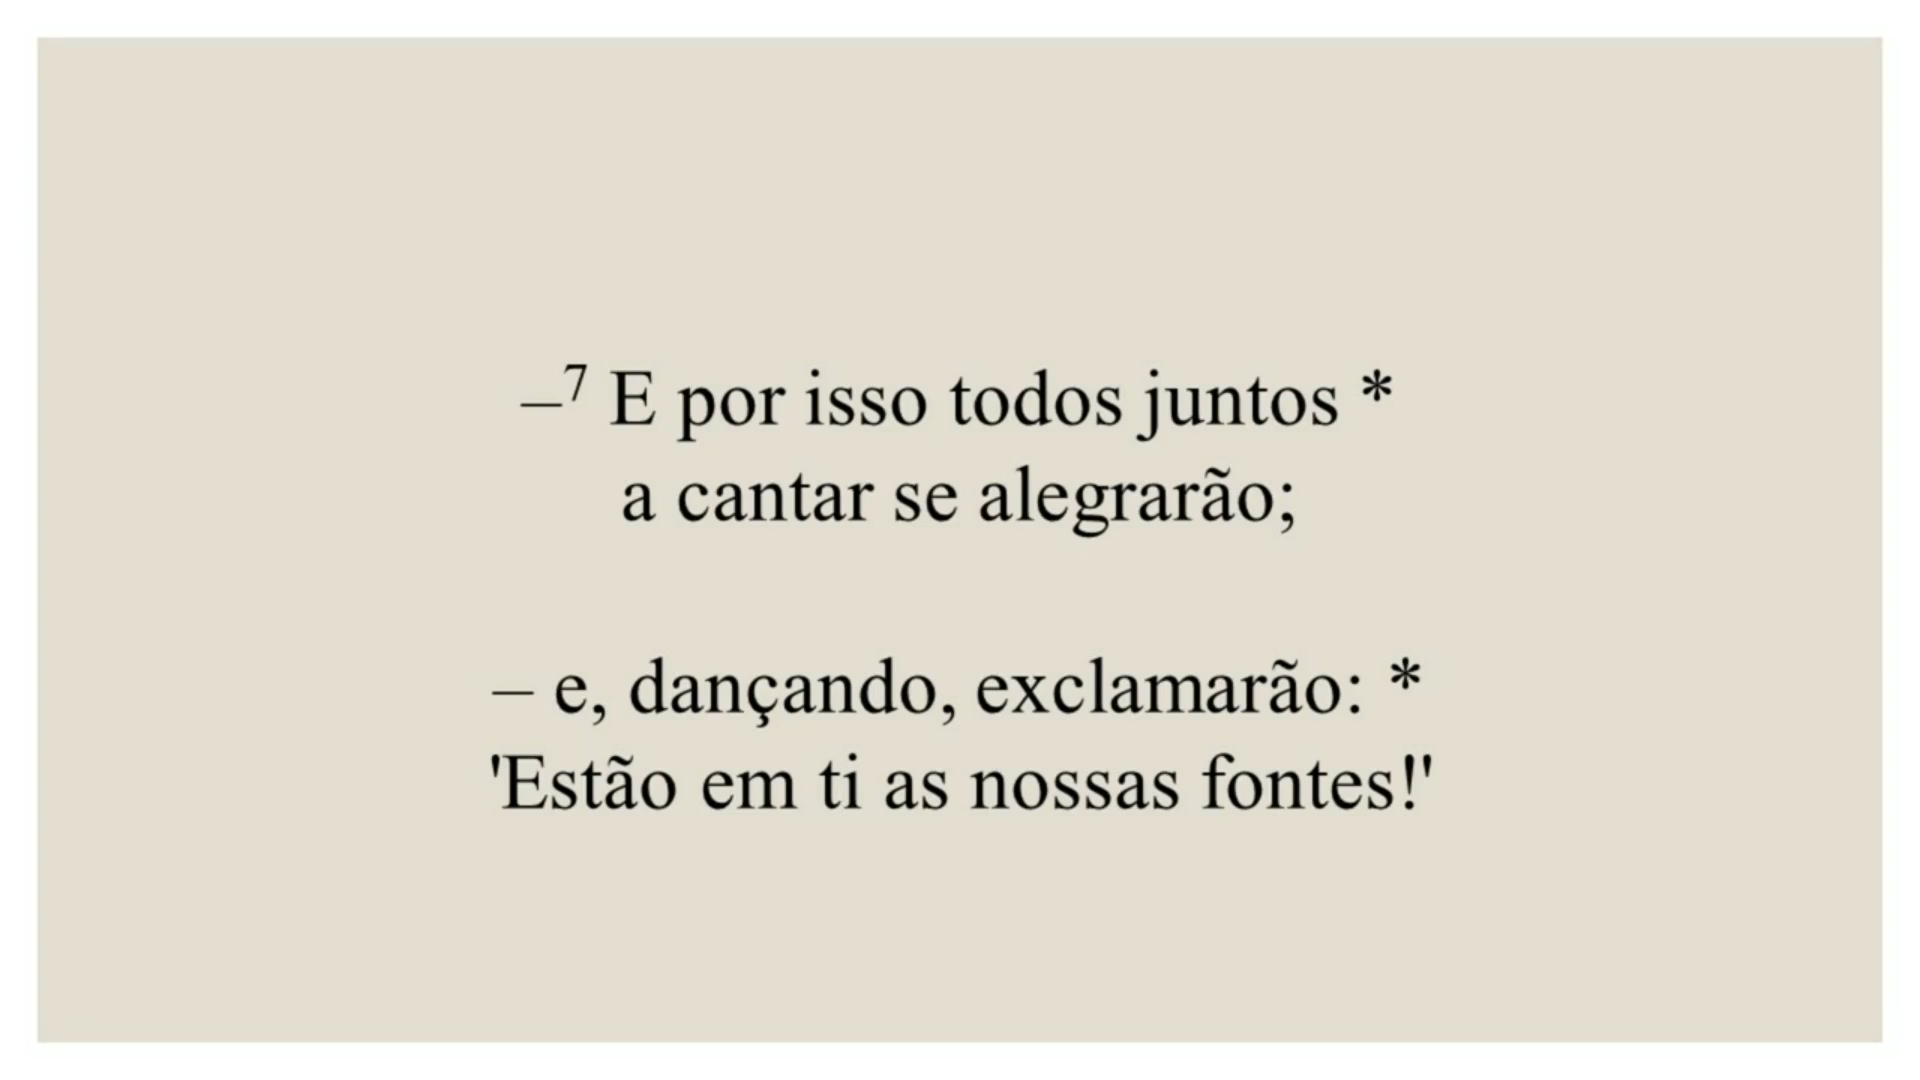 –⁷ E por isso todos juntos *
a cantar se alegrarão;
– e, dançando, exclamarão: *
'Estão em ti as nossas fontes!'